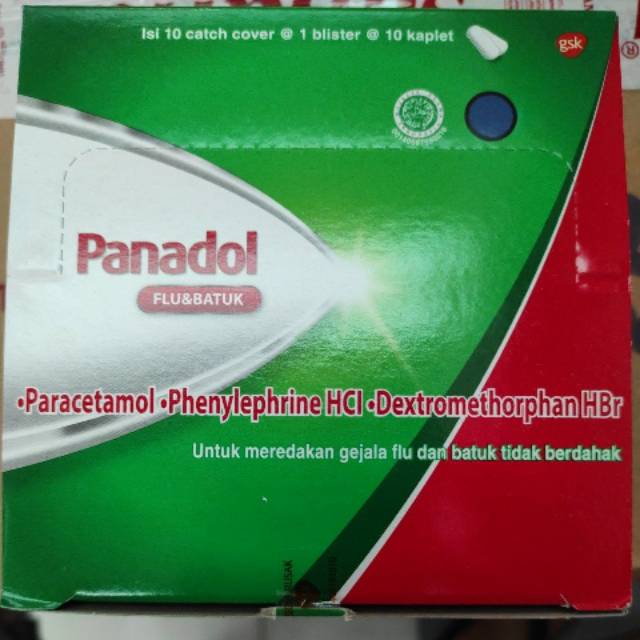 Isi 10 catch cover @ 1 blister @ 10 kaplet
gsk
Panadol
FLU&BATUK
•Paracetamol •Phenylephrine HCl •Dextromethorphan HBr
Untuk meredakan gejala flu dan batuk tidak berdahak